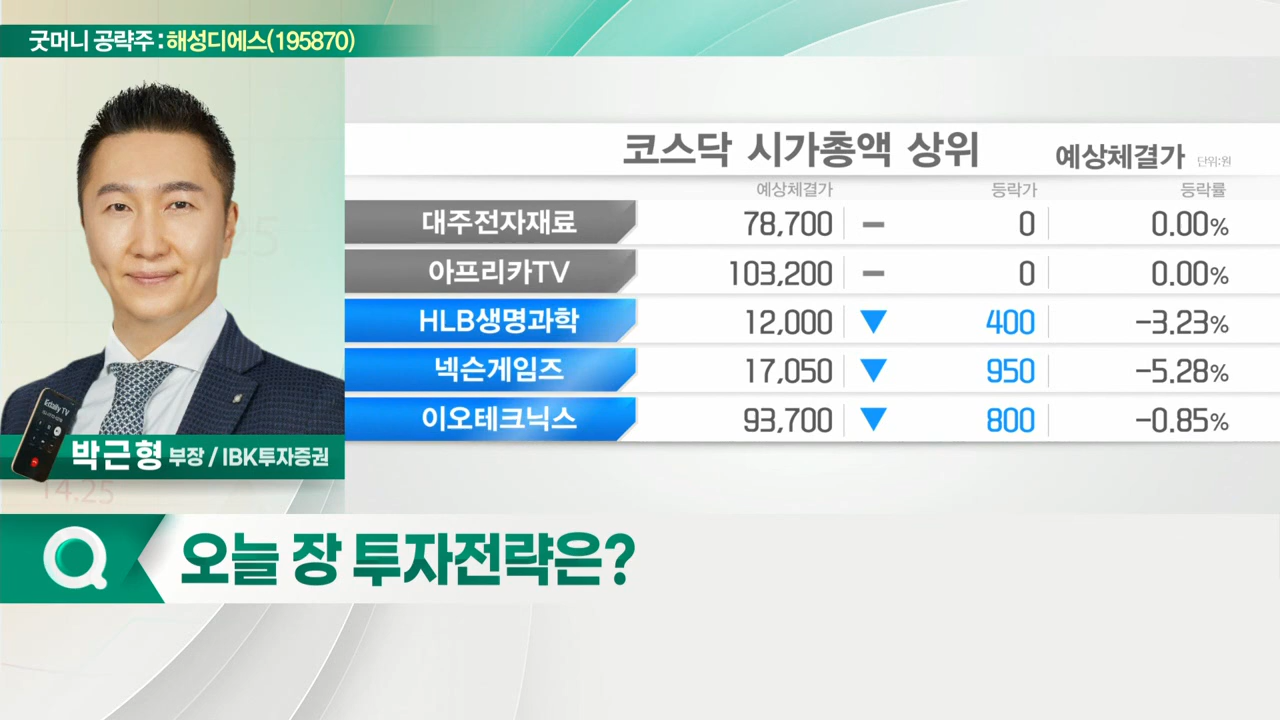 굿머니 공략주 : 해성디에스(195870)
코스닥 시가총액 상위 예상체결가 단위:원
예상체결가 등락가 등락률
대주전자재료 78,700 0 0.00%
아프리카TV 103,200 0 0.00%
HLB생명과학 12,000 ▼ 400 -3.23%
넥슨게임즈 17,050 ▼ 950 -5.28%
이오테크닉스 93,700 ▼ 800 -0.85%
Edaily TV
박근형 부장 / IBK투자증권
14.25
Q 오늘 장 투자전략은?